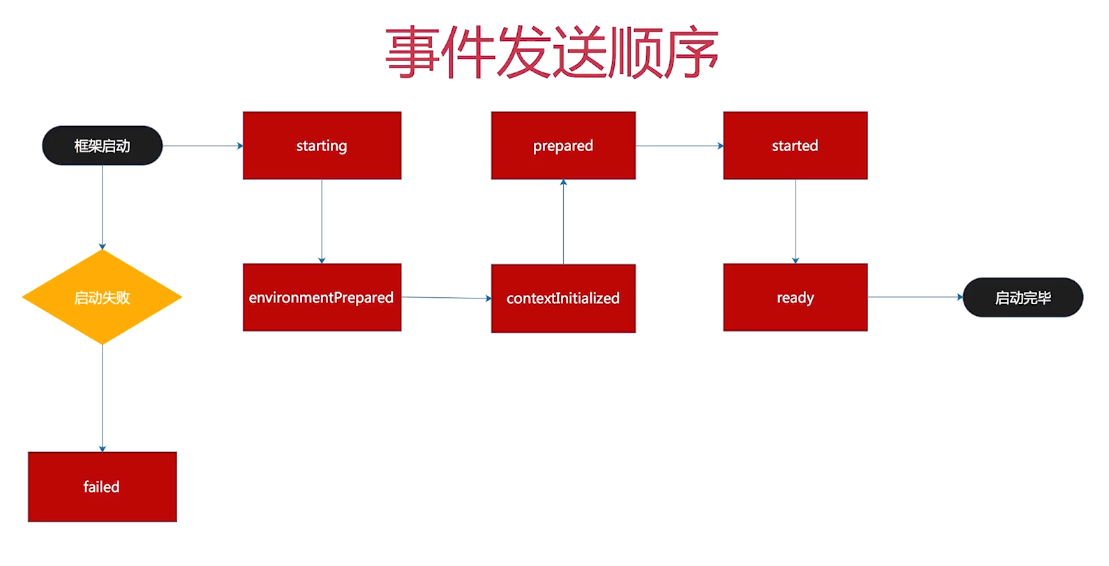 事件发送顺序
框架启动
starting
prepared
started
启动失败
environmentPrepared
contextInitialized
ready
启动完毕
failed